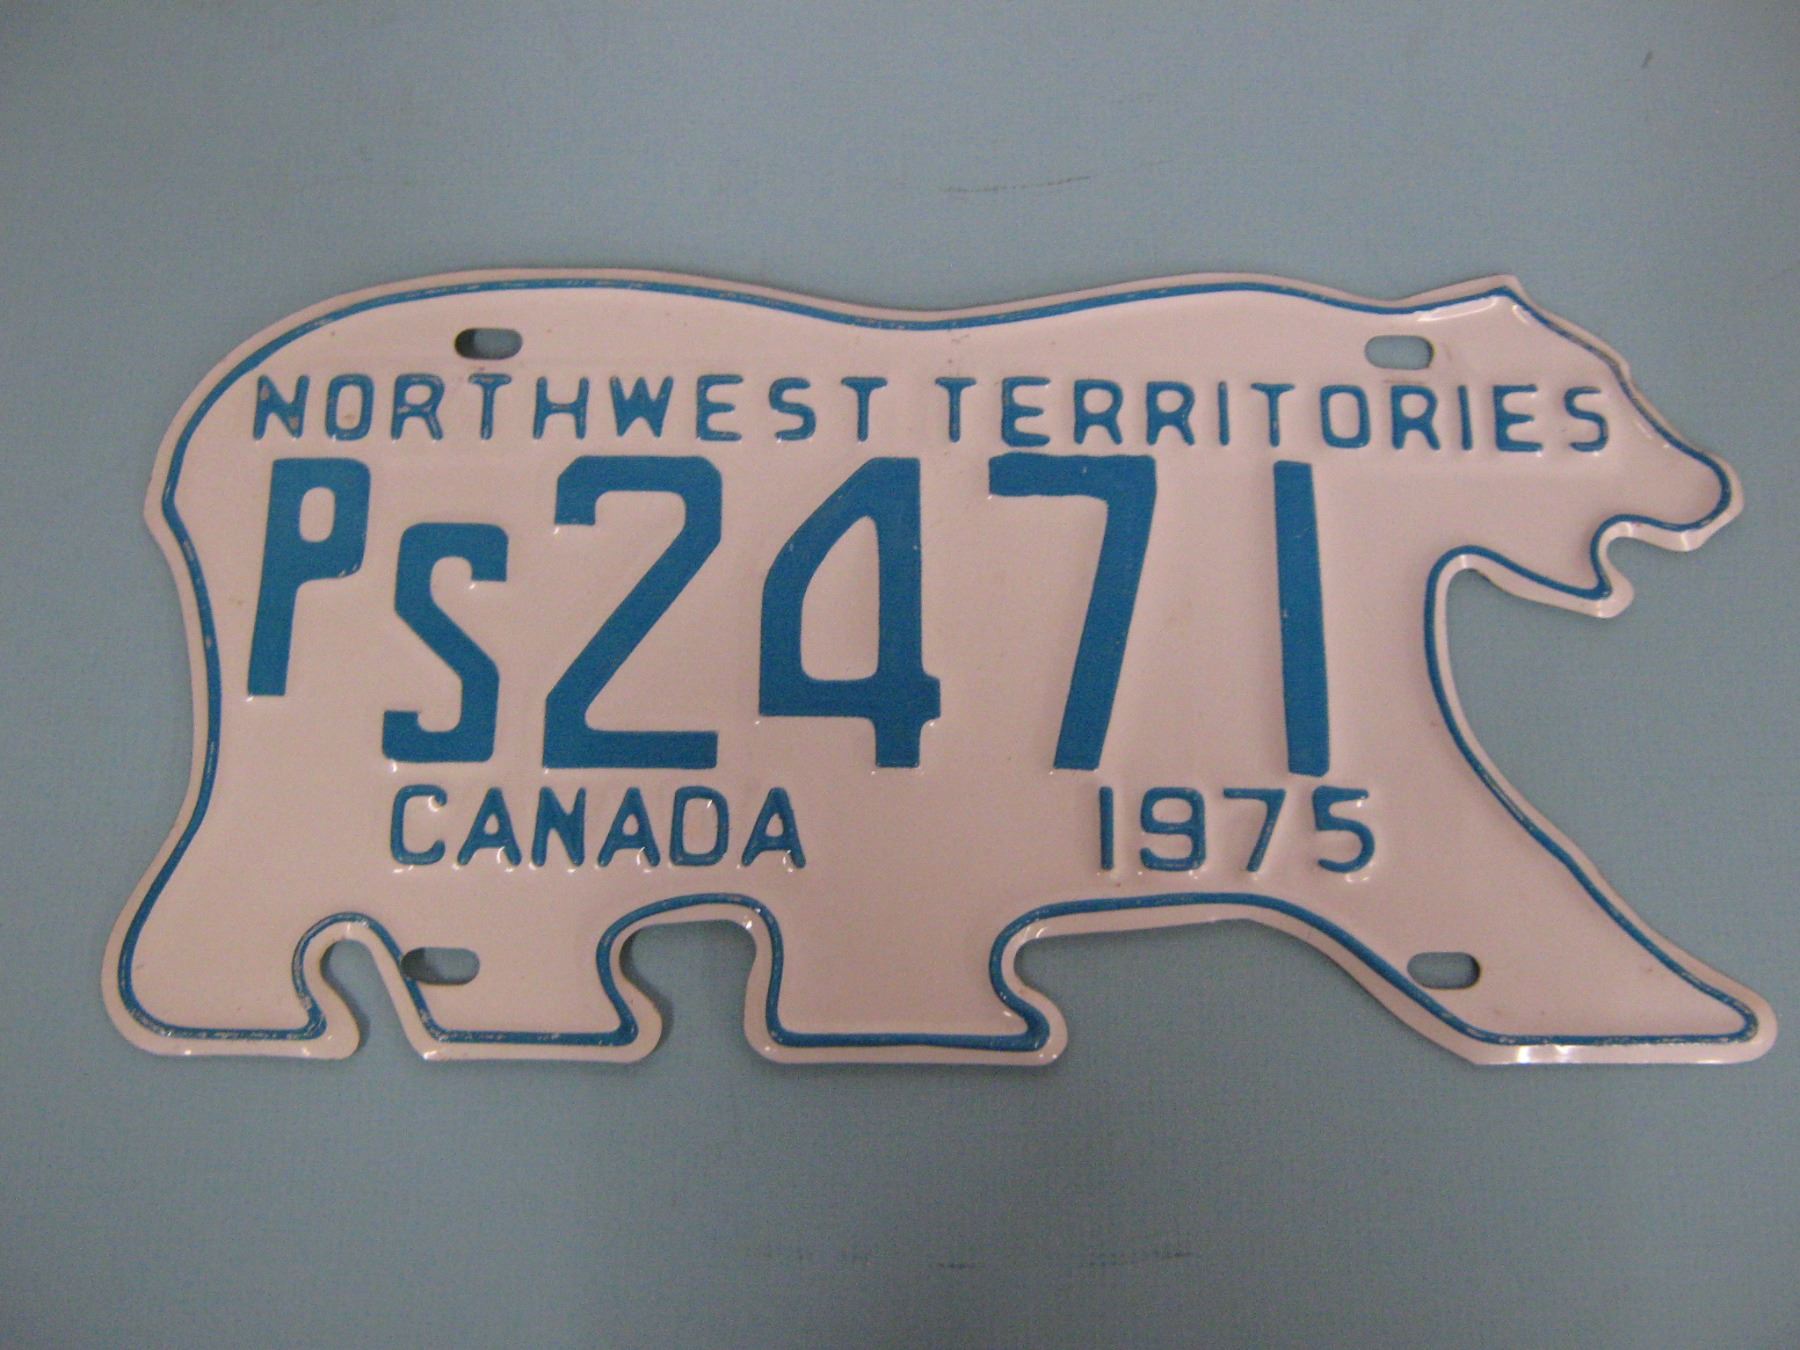 NORTHWEST TERRITORIES
PS2471
CANADA 1975